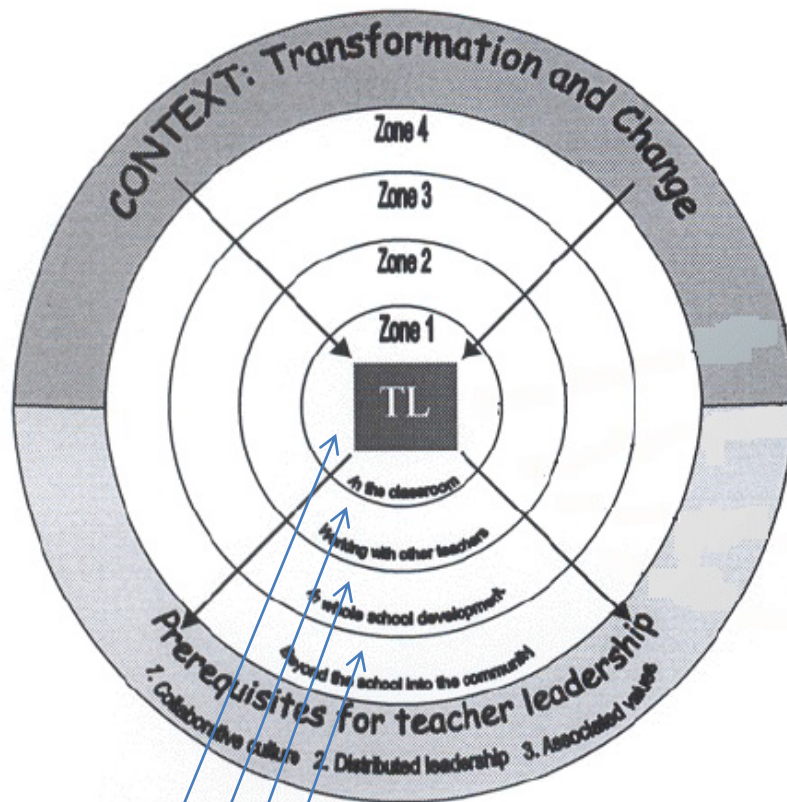 CONTEXT: Transformation and Change
Zone 4
Zone 3
Zone 2
Zone 1
TL
In the classroom
Working with other teachers
In whole school development
Beyond the school into the community
Prerequisites for teacher leadership
1. Collaborative culture 2. Distributed leadership 3. Associated values